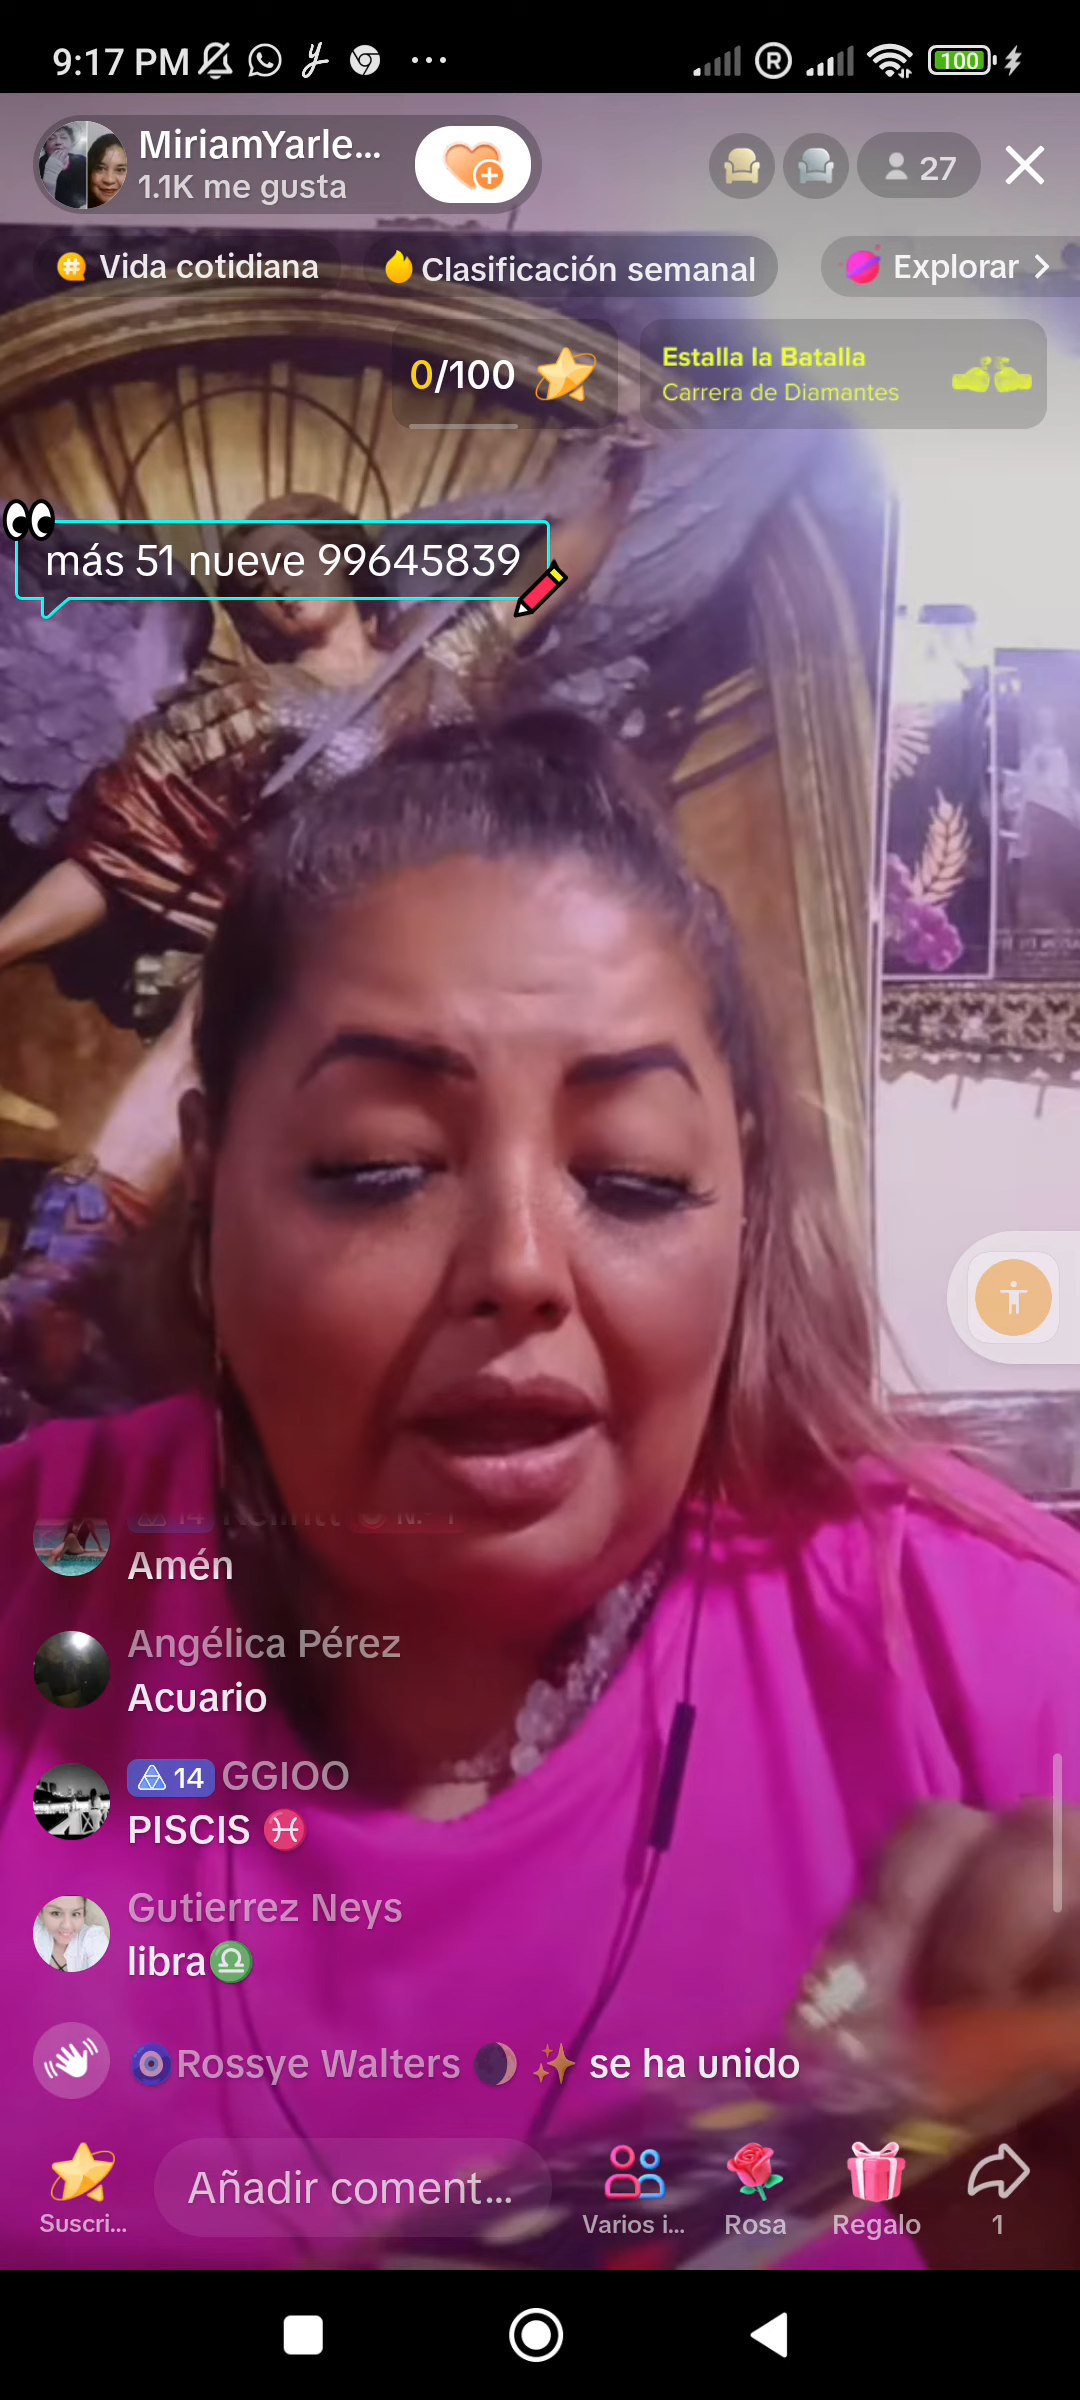 9:17 PM
100
MiriamYarle...
1.1K me gusta
27
Vida cotidiana
Clasificación semanal
Explorar
0/100
Estalla la Batalla
Carrera de Diamantes
más 51 nueve 99645839
14
Amén
Angélica Pérez
Acuario
14 GGIOO
PISCIS ♓
Gutierrez Neys
libra♎
🧿Rossye Walters 🌒 ✨ se ha unido
Suscri...
Añadir coment...
Varios i...
Rosa
Regalo
1